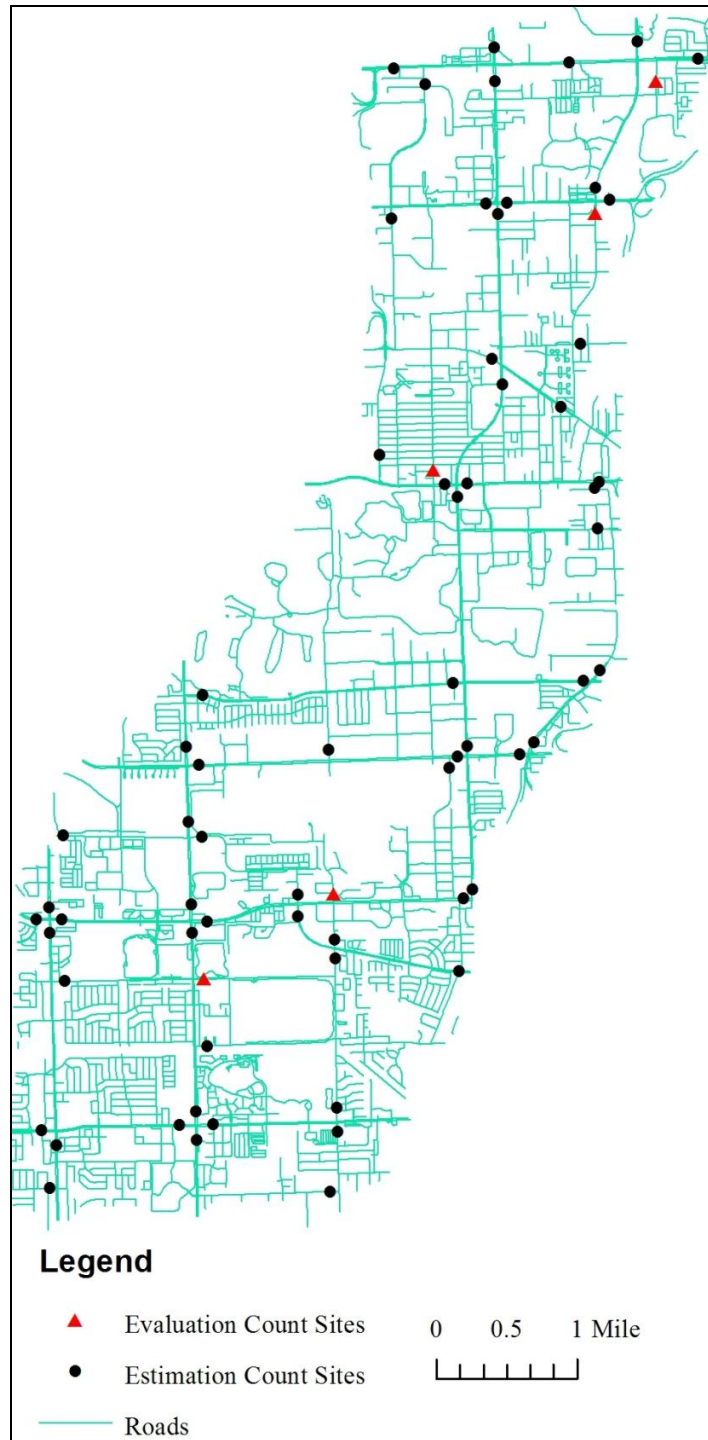 Legend
Evaluation Count Sites
Estimation Count Sites
Roads
0 0.5 1 Mile